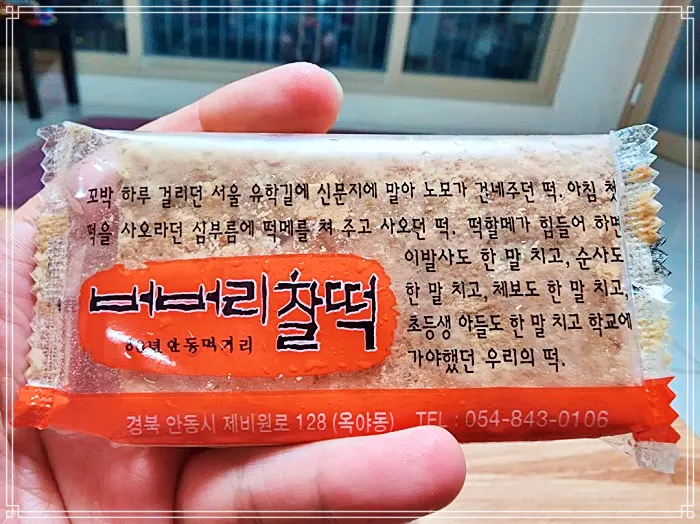 꼬박 하루 걸리던 서울 유학길에 신문지에 말아 노모가 건네주던 떡. 아침 첫
떡을 사오라던 심부름에 떡메를 쳐 주고 사오던 떡. 떡할메가 힘들어 하면
이발사도 한 말 치고, 순사도
한 말 치고, 체보도 한 말 치고,
초등생 아들도 한 말 치고 학교에
가야했던 우리의 떡.
버버리찰떡
안동먹거리
경북 안동시 제비원로 128 (옥야동) TEL : 054-843-0106